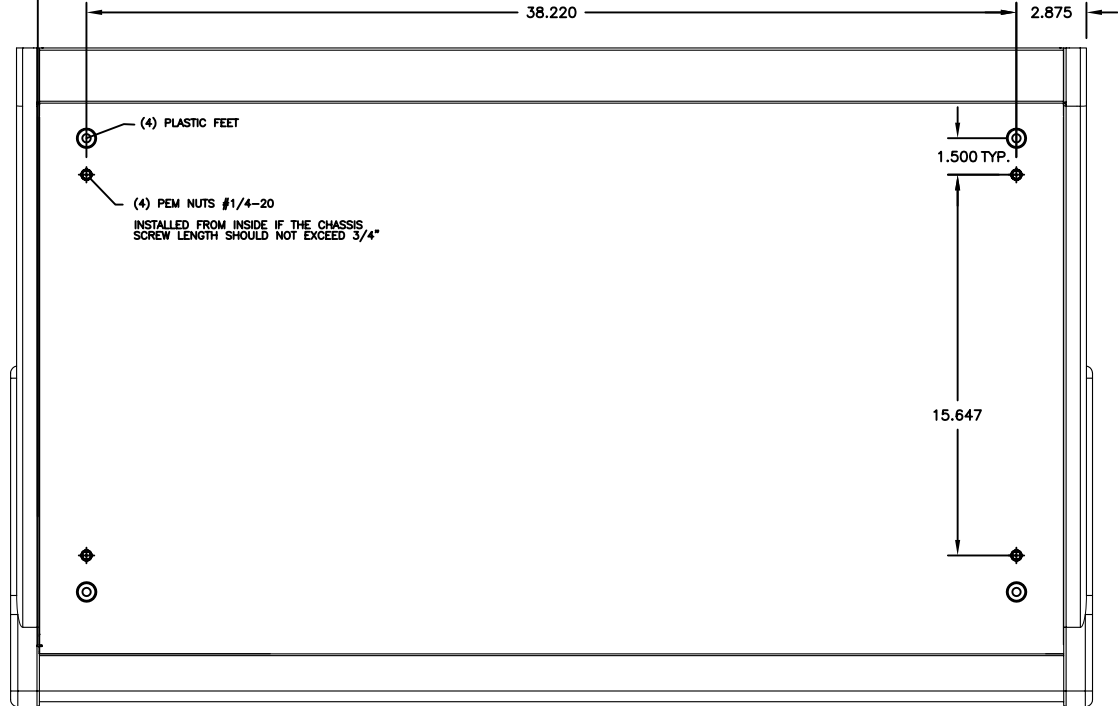 38.220
2.875
(4) PLASTIC FEET
1.500 TYP.
(4) PEM NUTS #1/4-20
INSTALLED FROM INSIDE IF THE CHASSIS
SCREW LENGTH SHOULD NOT EXCEED 3/4"
15.647